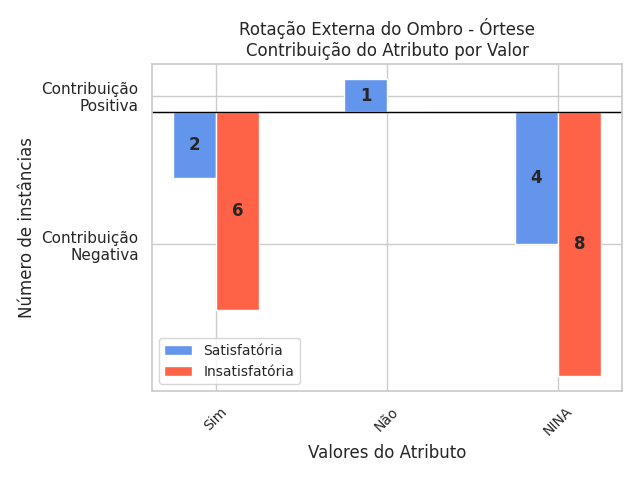 Rotação Externa do Ombro - Órtese
Contribuição do Atributo por Valor
Contribuição
Positiva
Contribuição
Negativa
Número de instâncias
1
2
6
4
8
Satisfatória
Insatisfatória
Sim
Não
NINA
Valores do Atributo